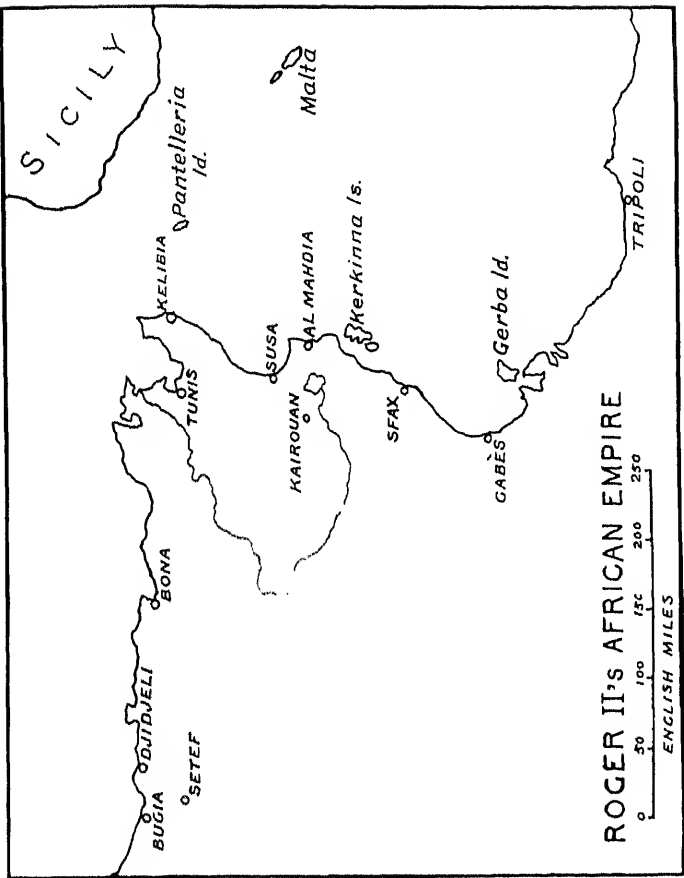 SICILY
Pantelleria
Id.
Malta
KELIBIA
TUNIS
SUSA
AL MAHDIA
Kerkinna Is.
KAIROUAN
SFAX
GABÈS
Gerba Id.
TRIPOLI
BONA
DJIDJELI
BUGIA
SETEF
ROGER II's AFRICAN EMPIRE
0 50 100 150 200 250
ENGLISH MILES